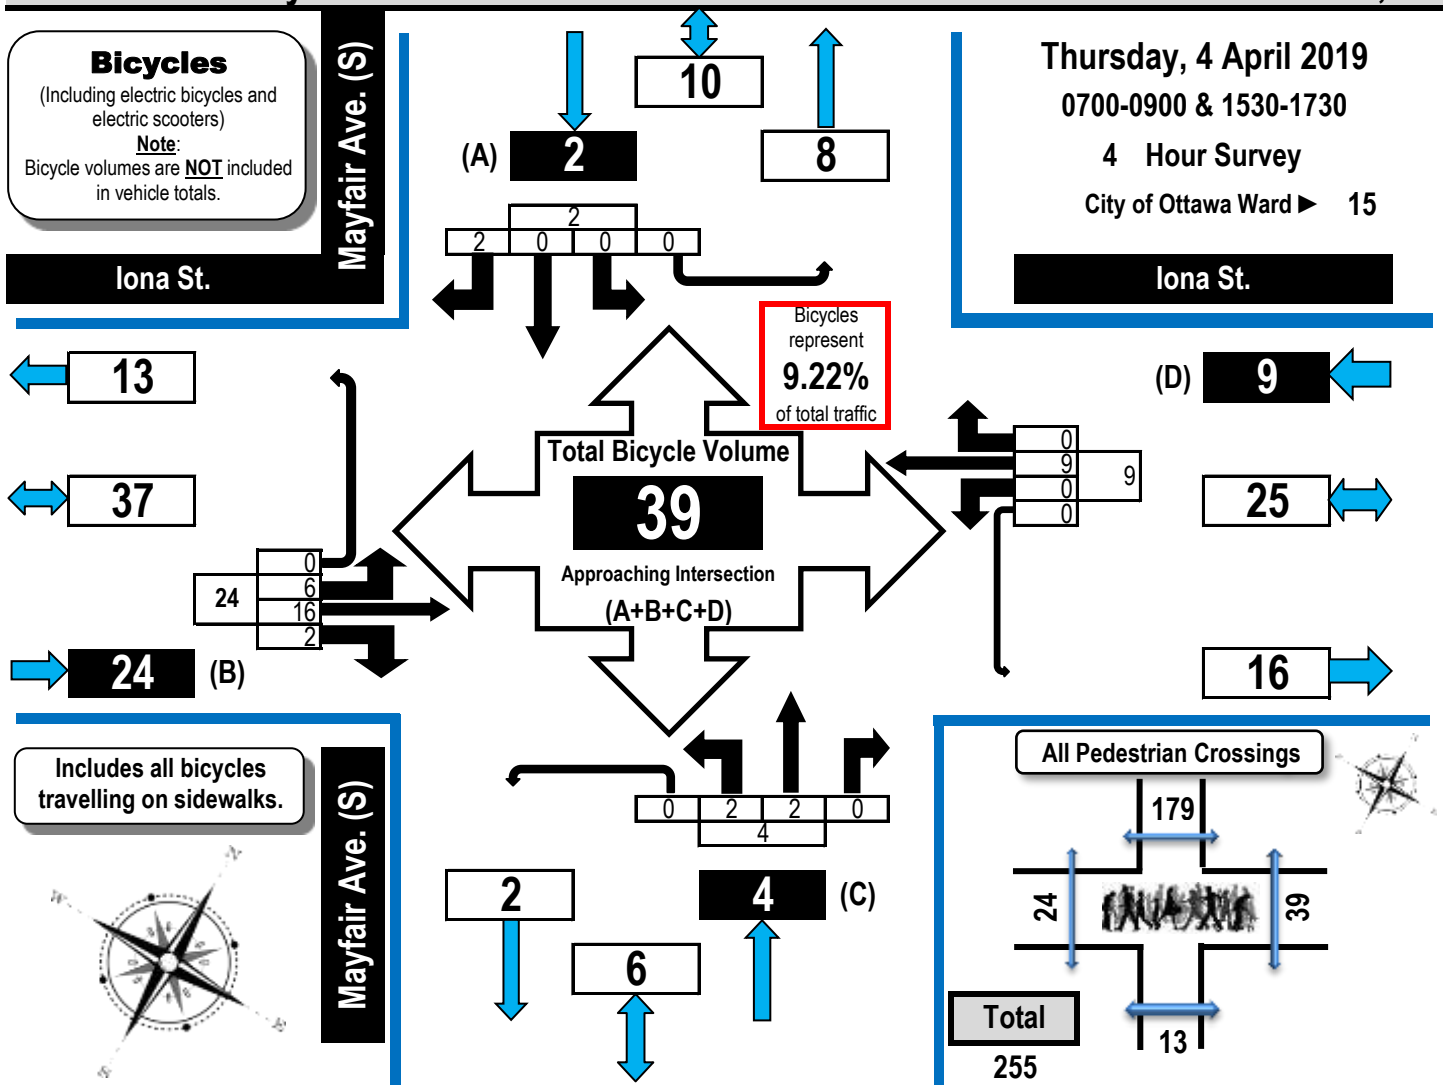 Bicycles
(Including electric bicycles and
electric scooters)
Note:
Bicycle volumes are NOT included
in vehicle totals.
Mayfair Ave. (S)
Iona St.
10
(A) 2
8
2
2 0 0 0
Thursday, 4 April 2019
0700-0900 & 1530-1730
4 Hour Survey
City of Ottawa Ward ► 15
Iona St.
Bicycles
represent
9.22%
of total traffic
13
37
0
6
16
2
24
24 (B)
Total Bicycle Volume
39
Approaching Intersection
(A+B+C+D)
(D) 9
0
9
0
0
9
25
16
Includes all bicycles
travelling on sidewalks.
Mayfair Ave. (S)
N
W
E
S
0 2 2 0
4
2
4 (C)
6
All Pedestrian Crossings
179
24
39
13
Total
255